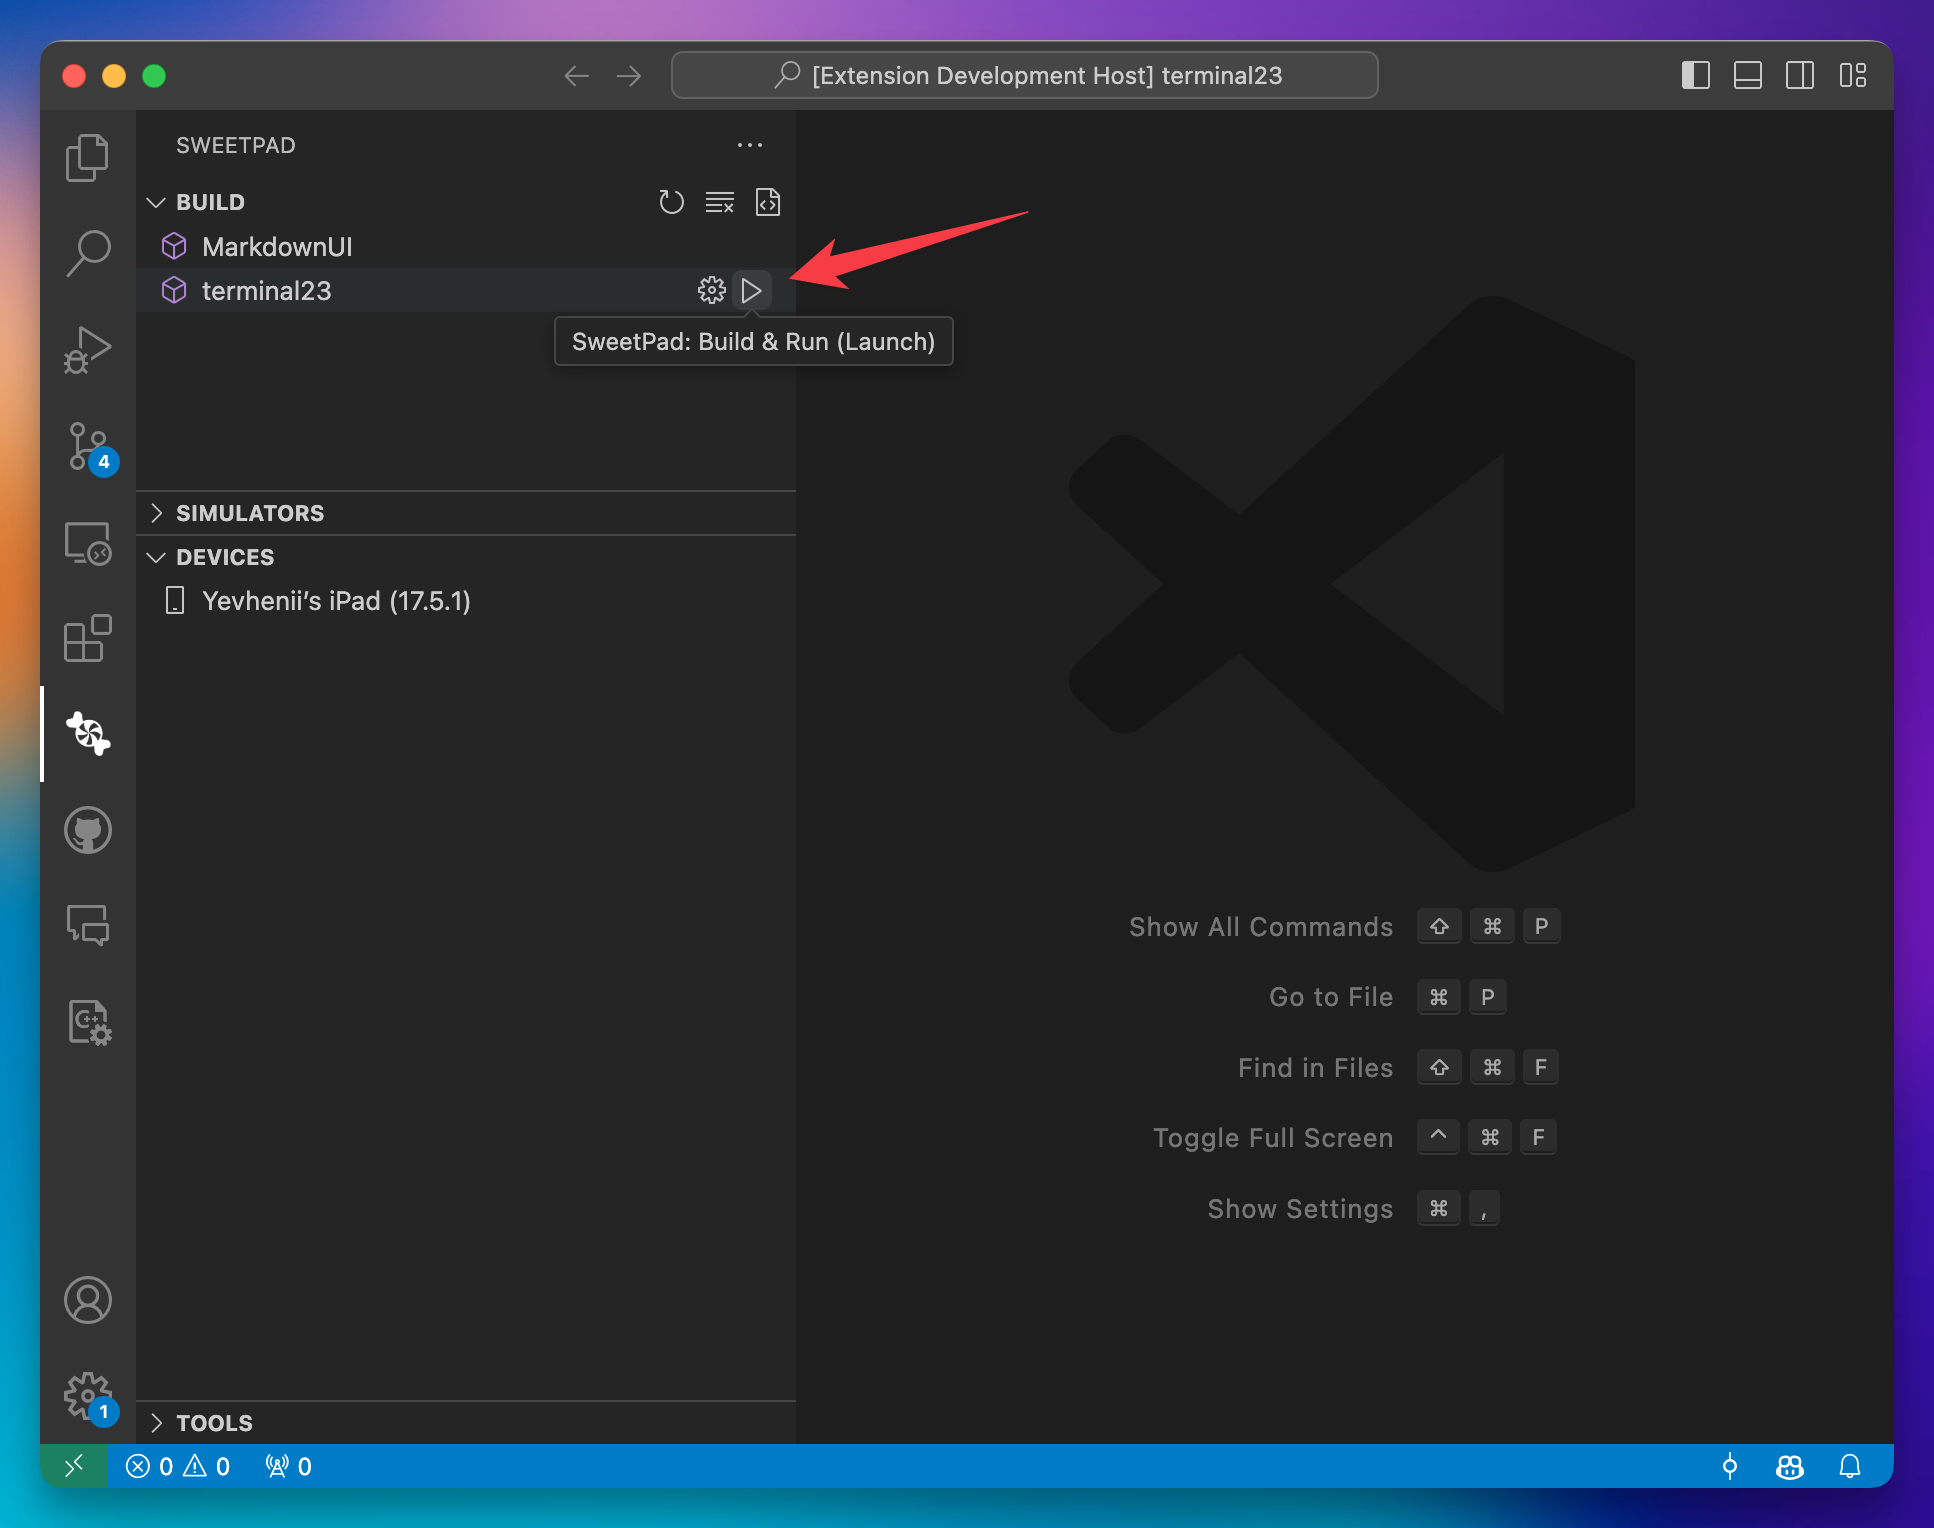 [Extension Development Host] terminal23
SWEETPAD
BUILD
MarkdownUI
terminal23
SweetPad: Build & Run (Launch)
4
SIMULATORS
DEVICES
Yevhenii’s iPad (17.5.1)
C++
Show All Commands ⇧ ⌘ P
Go to File ⌘ P
Find in Files ⇧ ⌘ F
Toggle Full Screen ^ ⌘ F
Show Settings ⌘ ,
1
TOOLS
0 0 0